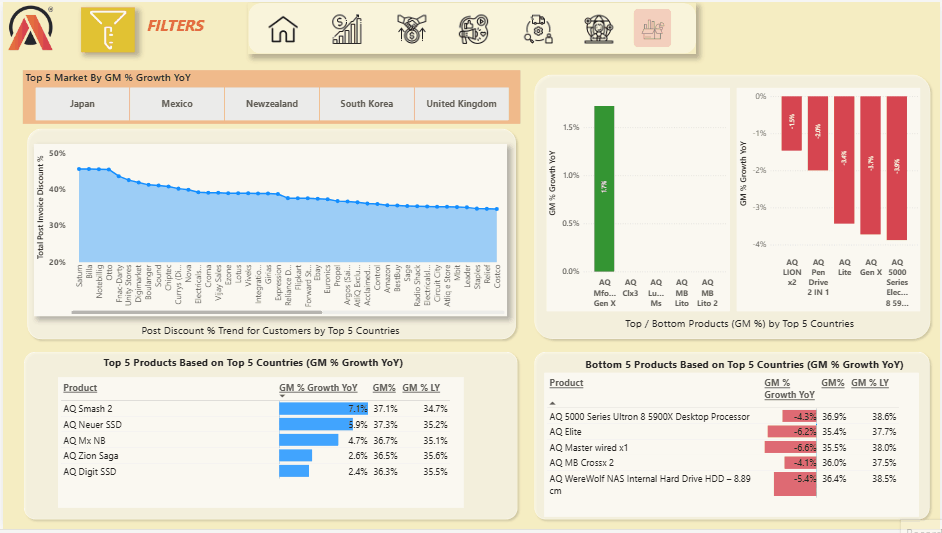 FILTERS
Top 5 Market By GM % Growth YoY
Japan
Mexico
Newzealand
South Korea
United Kingdom
Total Post Invoice Discount %
50%
40%
30%
20%
Saturn
Billa
Notebillig
Otto
Fnac-Darty
Unity Stores
Digimarket
Boulanger
Sound
Chiptec
Currys (Di...
Nova
Electricals...
Croma
Vijay Sales
Ezone
Lotus
Viveks
Integratio...
Girias
Expression
Reliance D...
Flipkart
Forward St...
Ebay
Euronics
Propel
Argos (Sai...
AtliQ Exclu...
Acclaimed...
Control
Amazon
BestBuy
Sage
Radio Shack
Electricalsl...
Circuit City
Atliq e Store
Mbit
Leader
Staples
Relief
Costco
Post Discount % Trend for Customers by Top 5 Countries
GM % Growth YoY
1.5%
1.0%
0.5%
0.0%
1.7%
AQ
Mfo...
Gen X
AQ
Clx3
AQ
Lu...
Ms
AQ
MB
Lito
AQ
MB
Lito 2
GM % Growth YoY
0%
-1%
-2%
-3%
-4%
-1.5%
-2.0%
-3.4%
-3.7%
-3.9%
AQ
LION
x2
AQ
Pen
Drive
2 IN 1
AQ
Lite
AQ
Gen X
AQ
5000
Series
Elec...
8 59...
Top / Bottom Products (GM %) by Top 5 Countries
Top 5 Products Based on Top 5 Countries (GM % Growth YoY)
Product GM % Growth YoY GM% GM % LY
AQ Smash 2 7.1% 37.1% 34.7%
AQ Neuer SSD 5.9% 37.3% 35.2%
AQ Mx NB 4.7% 36.7% 35.1%
AQ Zion Saga 2.6% 36.5% 35.6%
AQ Digit SSD 2.4% 36.3% 35.5%
Bottom 5 Products Based on Top 5 Countries (GM % Growth YoY)
Product GM % GM% GM % LY
Growth YoY
AQ 5000 Series Ultron 8 5900X Desktop Processor -4.3% 36.9% 38.6%
AQ Elite -6.2% 35.4% 37.7%
AQ Master wired x1 -6.6% 35.5% 38.0%
AQ MB Crossx 2 -4.1% 36.0% 37.5%
AQ WereWolf NAS Internal Hard Drive HDD – 8.89 -5.4% 36.4% 38.5%
cm